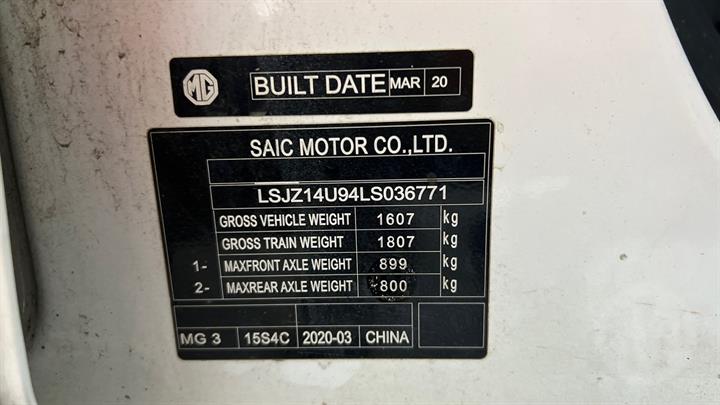 MG BUILT DATE MAR 20
SAIC MOTOR CO.,LTD.
LSJZ14U94LS036771
GROSS VEHICLE WEIGHT 1607 kg
GROSS TRAIN WEIGHT 1807 kg
1- MAXFRONT AXLE WEIGHT 899 kg
2- MAXREAR AXLE WEIGHT 800 kg
MG 3 15S4C 2020-03 CHINA